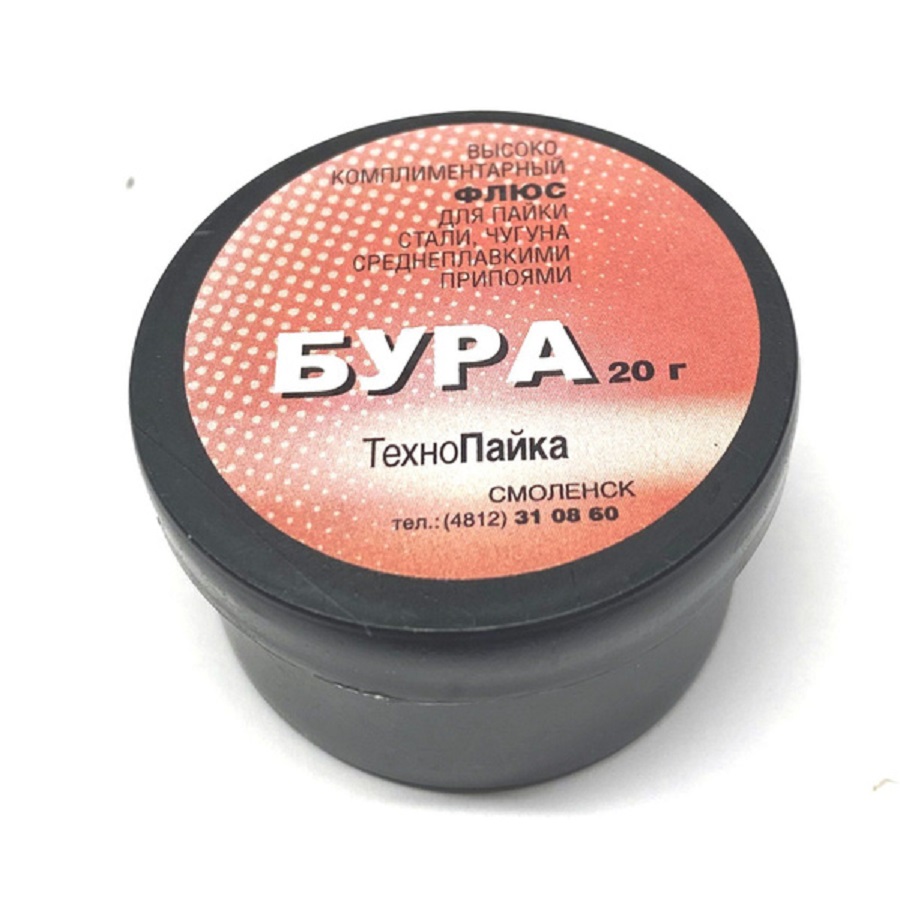 ВЫСОКО
КОМПЛИМЕНТАРНЫЙ
ФЛЮС
ДЛЯ ПАЙКИ
СТАЛИ, ЧУГУНА
СРЕДНЕПЛАВКИМИ
ПРИПОЯМИ
БУРА 20 г
ТехноПайка
СМОЛЕНСК
тел.: (4812) 31 08 60